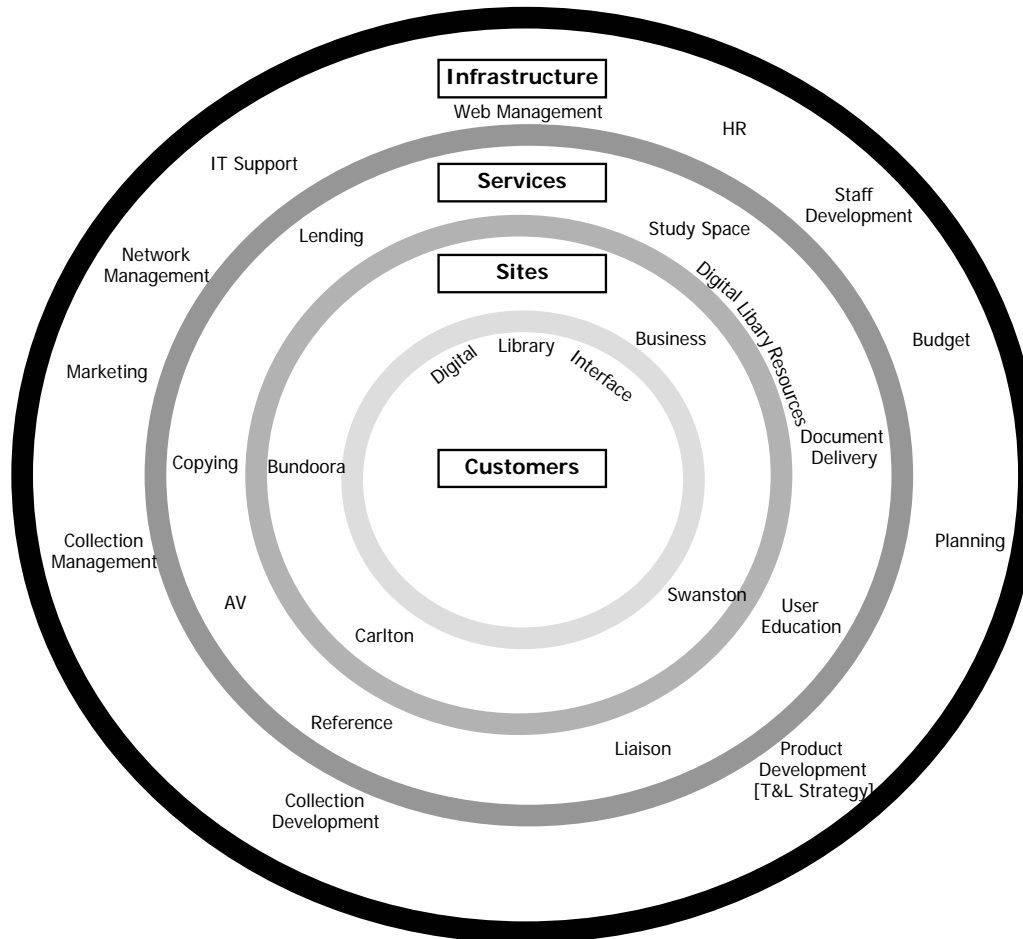 Infrastructure
Web Management
HR
IT Support
Staff
Development
Network
Management
Marketing
Budget
Collection
Management
Planning
Collection
Development
Product
Development
[T&L Strategy]
Services
Lending
Study Space
Digital Libary Resources
Copying
Document
Delivery
AV
User
Education
Reference
Liaison
Sites
Business
Bundoora
Swanston
Carlton
Digital Library Interface
Customers